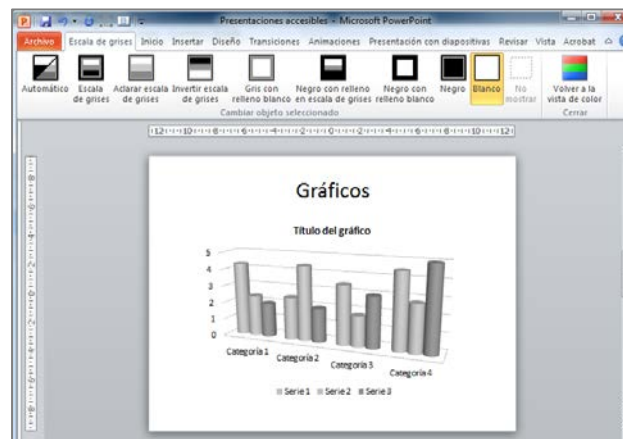 Presentaciones accesibles - Microsoft PowerPoint
Archivo Escala de grises Inicio Insertar Diseño Transiciones Animaciones Presentación con diapositivas Revisar Vista Acrobat
Automático Escala de grises Aclarar escala de grises Invertir escala de grises Gris con relleno blanco Negro con relleno en escala de grises Negro con relleno blanco Negro Blanco No mostrar Volver a la vista de color
Cambiar objeto seleccionado Cerrar
Gráficos
Título del gráfico
5
4
3
2
1
0
Categoría 1 Categoría 2 Categoría 3 Categoría 4
Serie 1 Serie 2 Serie 3